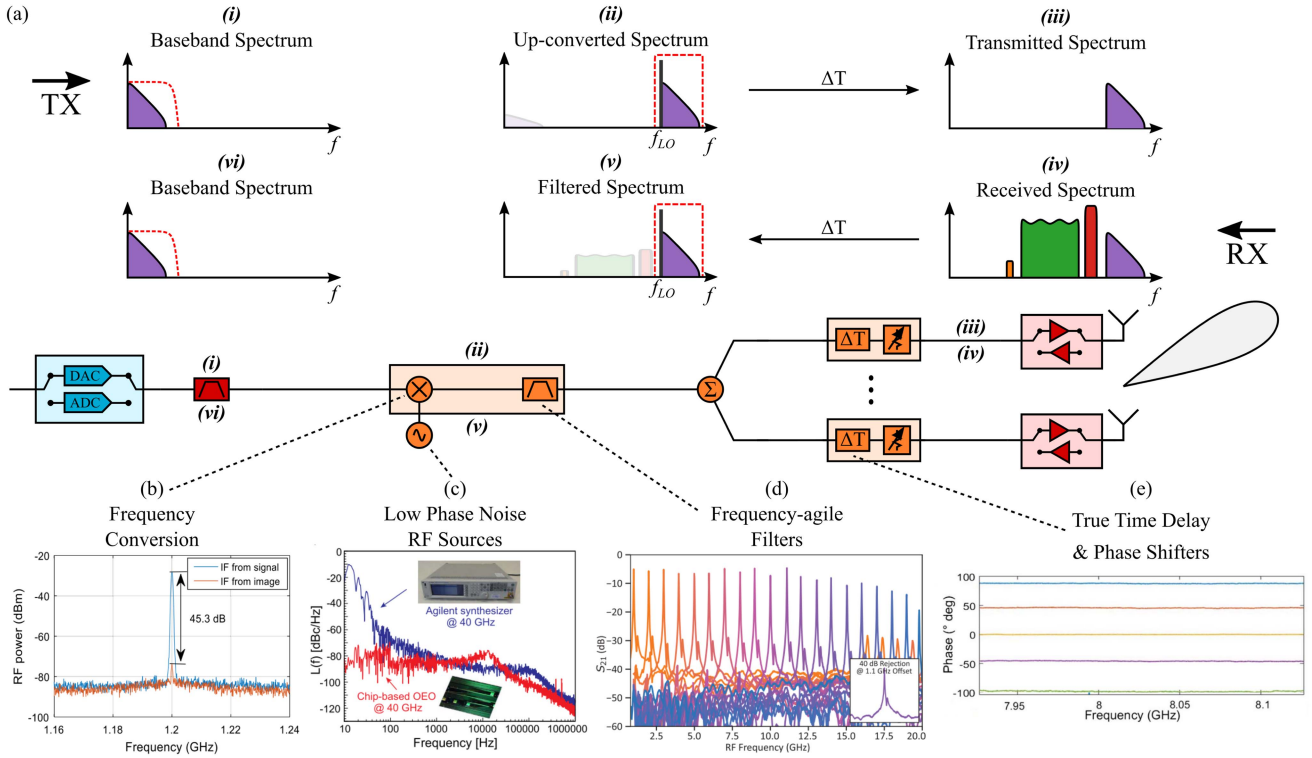 (a)
(i)
Baseband Spectrum
(ii)
Up-converted Spectrum
(iii)
Transmitted Spectrum
TX
ΔT
f
f_LO
f
f
(vi)
Baseband Spectrum
(v)
Filtered Spectrum
(iv)
Received Spectrum
ΔT
RX
f
f_LO
f
f
DAC
ADC
(i)
(vi)
(ii)
(v)
Σ
ΔT
(iii)
(iv)
ΔT
(b)
Frequency
Conversion
-20
-40
-60
-80
-100
RF power (dBm)
IF from signal
IF from image
45.3 dB
1.16
1.18
1.2
1.22
1.24
Frequency (GHz)
(c)
Low Phase Noise
RF Sources
0
-20
-40
-60
-80
-100
-120
L(f) [dBc/Hz]
Agilent synthesizer
@ 40 GHz
Chip-based OEO
@ 40 GHz
10
100
1000
10000
1000000
Frequency [Hz]
(d)
Frequency-agile
Filters
0
-10
-20
-30
-40
-50
-60
S21 (dB)
40 dB Rejection
@ 1.1 GHz Offset
2.5
5.0
7.5
10.0
12.5
15.0
17.5
20.0
RF Frequency (GHz)
(e)
True Time Delay
& Phase Shifters
100
50
0
-50
-100
Phase (° deg)
7.95
8
8.05
8.1
Frequency (GHz)